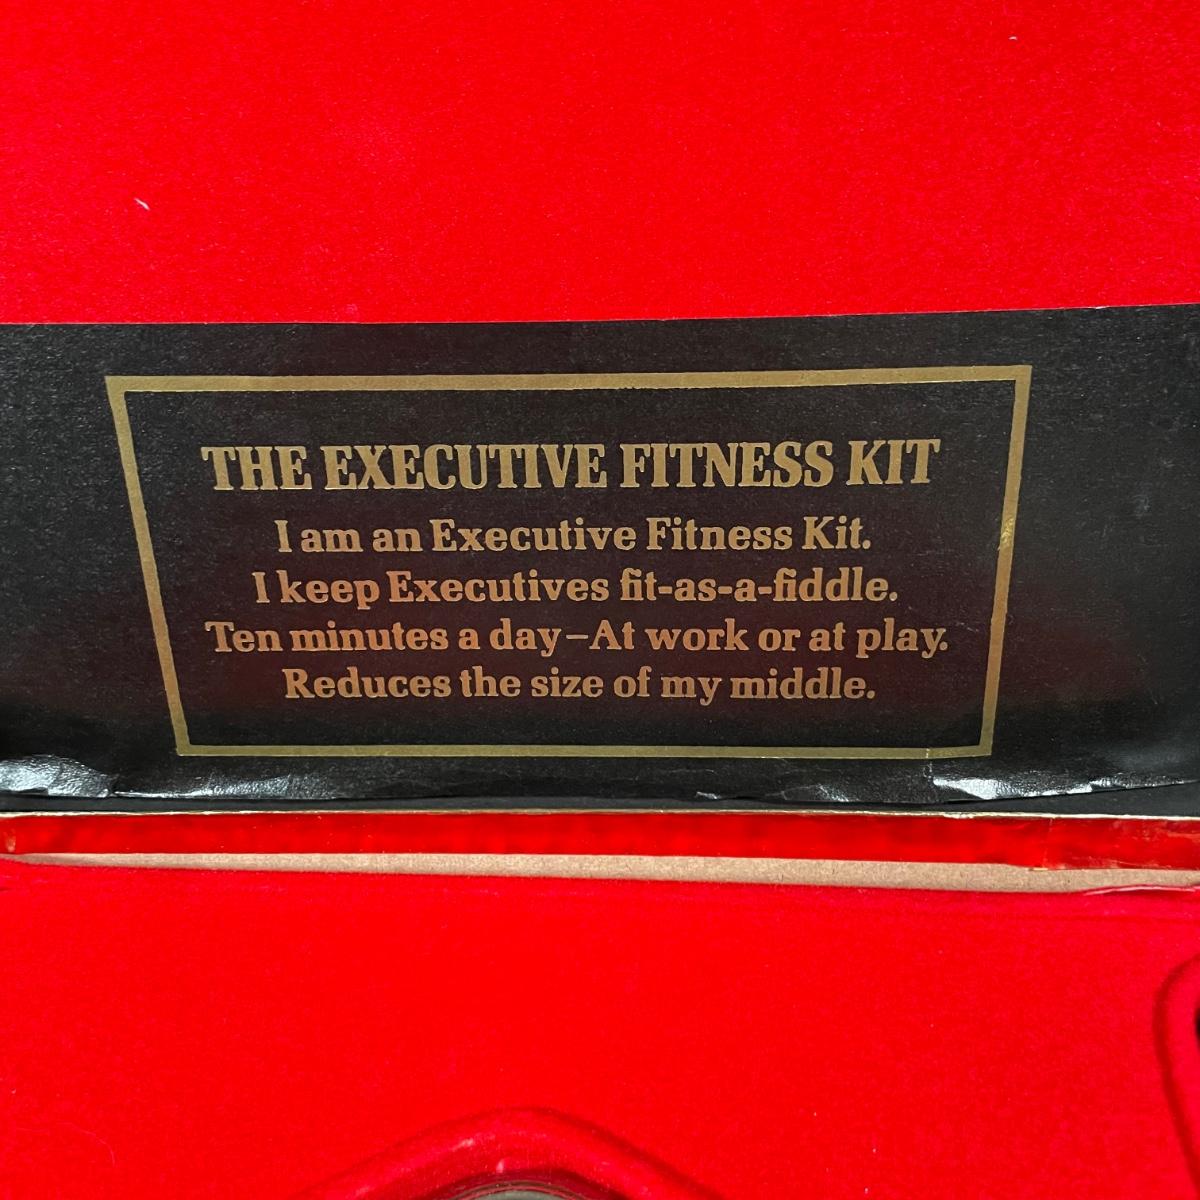 THE EXECUTIVE FITNESS KIT
I am an Executive Fitness Kit.
I keep Executives fit-as-a-fiddle.
Ten minutes a day–At work or at play.
Reduces the size of my middle.